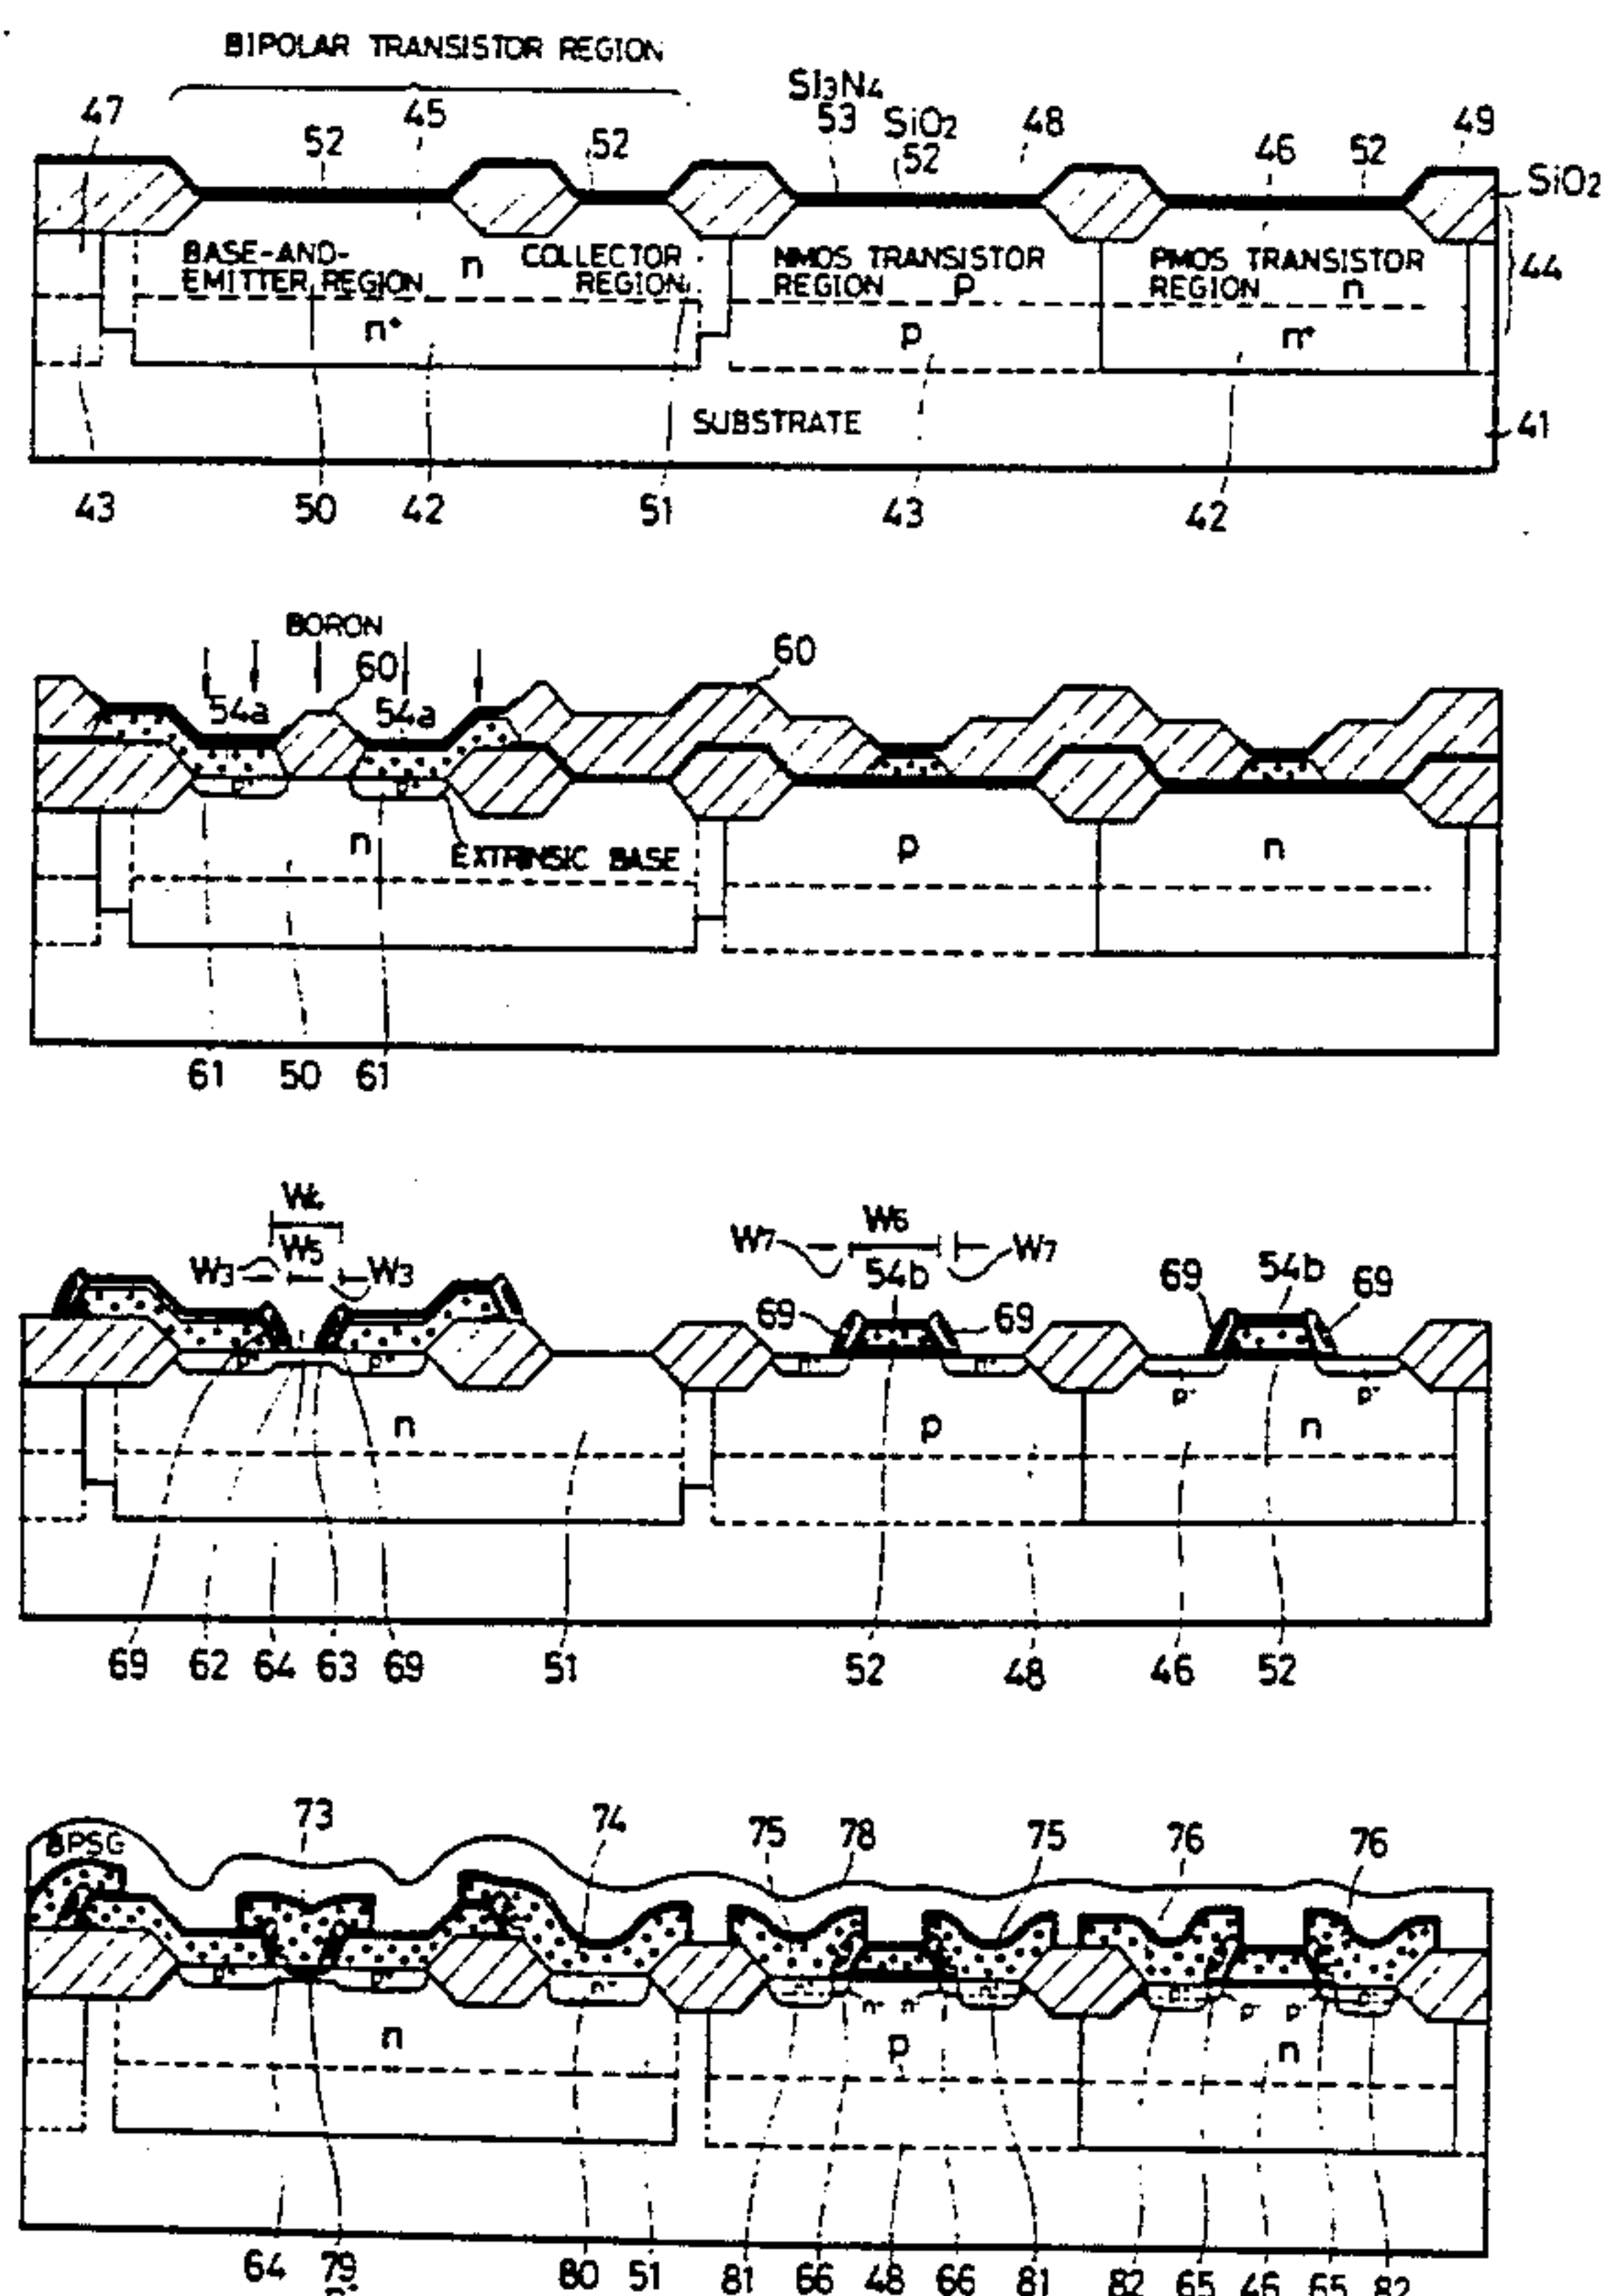 BIPOLAR TRANSISTOR REGION
Si3N4
47 45 53 SiO2 48 49
52 52 52 46 52
SiO2
BASE-AND-EMITTER REGION n COLLECTOR REGION NMOS TRANSISTOR REGION p PMOS TRANSISTOR REGION n
44
n+ p n+
SUBSTRATE
41
43 50 42 51 43 42
BORON
60 60
54a 54a
p+
n EXTRINSIC BASE p n
61 50 61
W4 W6
W3 W5 W3 W7 W7
54b 69 54b 69
69 69
p+ p+ n- n- p- p-
n p n
69 62 64 63 69 51 52 48 46 52
73 74 75 78 75 76 76
BPSG
p+ p+ n+ n- n- p- p-
n p n
64 79 80 51 81 66 48 66 81 82 65 46 65 82